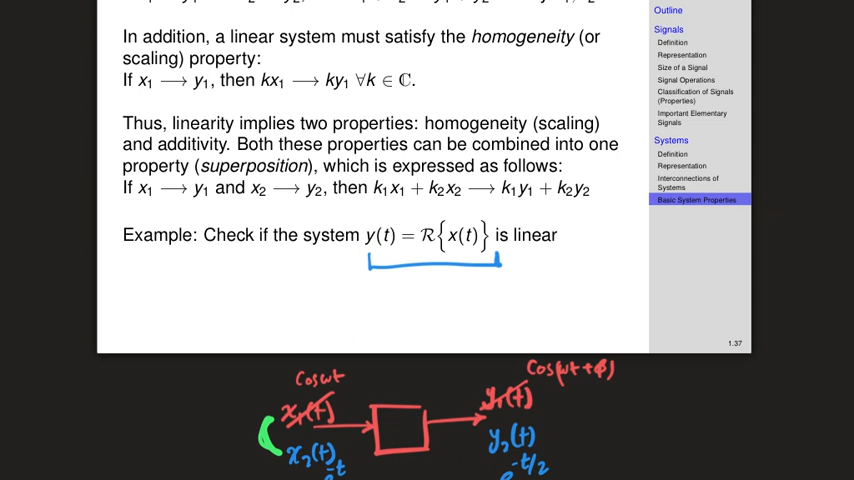 In addition, a linear system must satisfy the homogeneity (or
scaling) property:
If x₁ ⟶ y₁, then kx₁ ⟶ ky₁ ∀k ∈ ℂ.
Thus, linearity implies two properties: homogeneity (scaling)
and additivity. Both these properties can be combined into one
property (superposition), which is expressed as follows:
If x₁ ⟶ y₁ and x₂ ⟶ y₂, then k₁x₁ + k₂x₂ ⟶ k₁y₁ + k₂y₂
Example: Check if the system y(t) = ℛ{x(t)} is linear
Outline
Signals
Definition
Representation
Size of a Signal
Signal Operations
Classification of Signals
(Properties)
Important Elementary
Signals
Systems
Definition
Representation
Interconnections of
Systems
Basic System Properties
1.37
Cos ωt
Cos(ωt + φ)
x₁(t)
y₁(t)
x₂(t)
y₂(t)
e^-t
e^-t/2